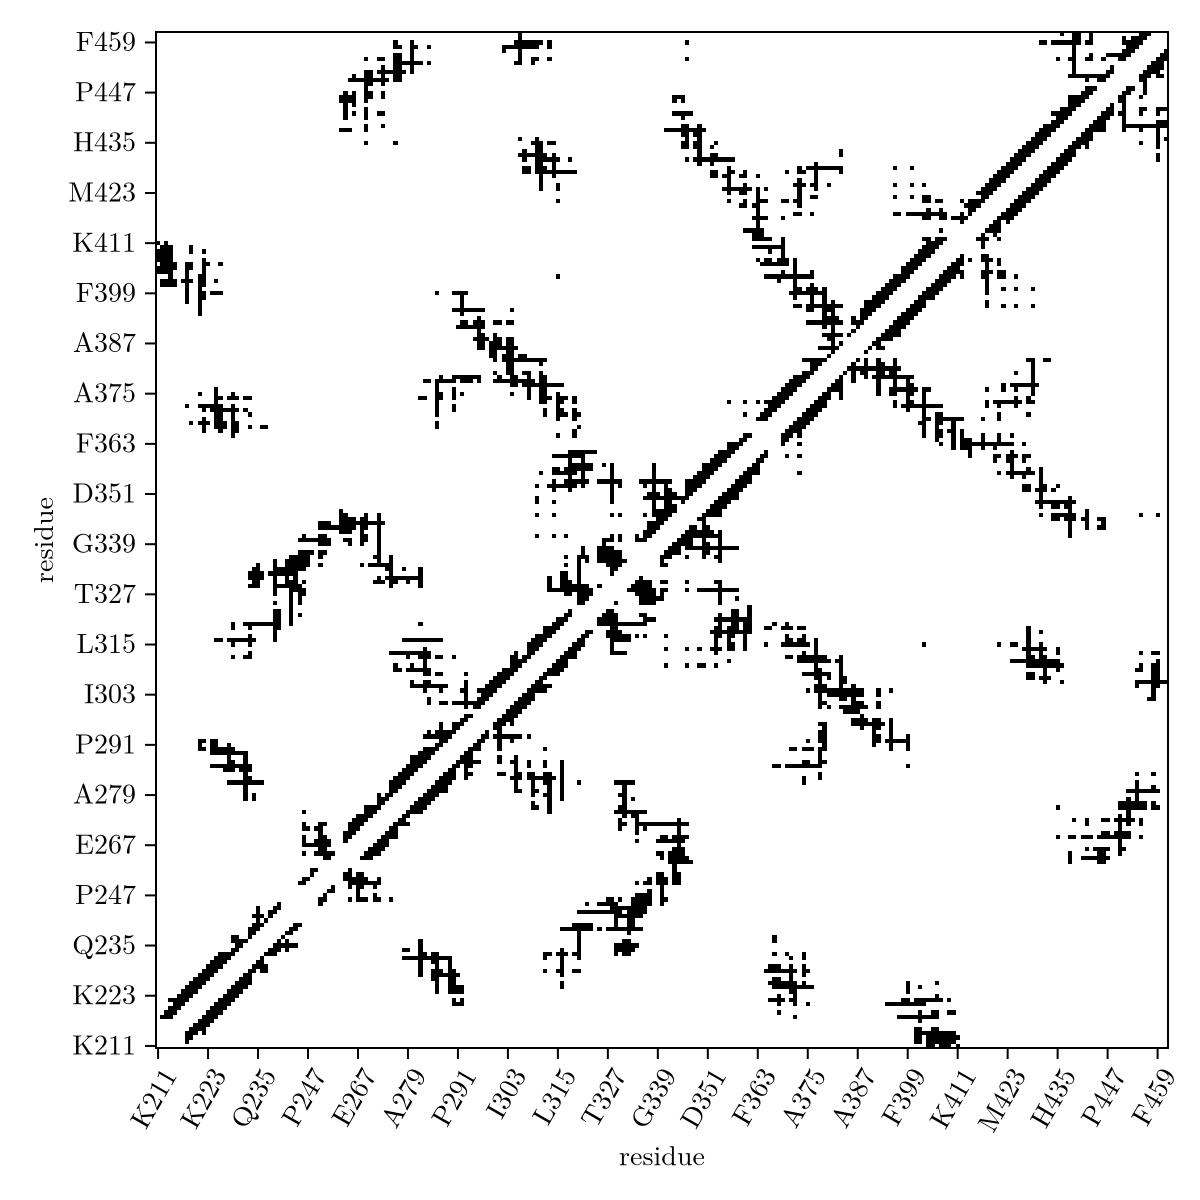 F459
P447
H435
M423
K411
F399
A387
A375
F363
D351
G339
T327
L315
I303
P291
A279
E267
P247
Q235
K223
K211
residue
K211
K223
Q235
P247
E267
A279
P291
I303
L315
T327
G339
D351
F363
A375
A387
F399
K411
M423
H435
P447
F459
residue